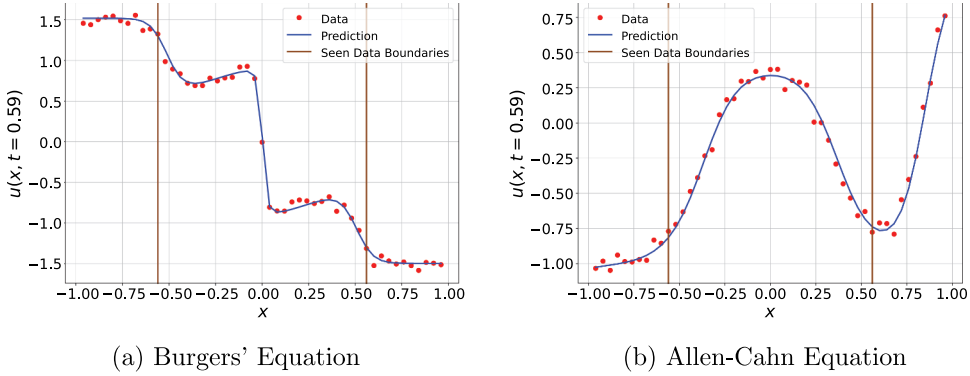 1.5
1.0
0.5
0.0
−0.5
−1.0
−1.5
u(x, t = 0.59)
Data
Prediction
Seen Data Boundaries
−1.00 −0.75 −0.50 −0.25 0.00 0.25 0.50 0.75 1.00
x
(a) Burgers’ Equation
0.75
0.50
0.25
0.00
−0.25
−0.50
−0.75
−1.00
u(x, t = 0.59)
Data
Prediction
Seen Data Boundaries
−1.00 −0.75 −0.50 −0.25 0.00 0.25 0.50 0.75 1.00
x
(b) Allen-Cahn Equation